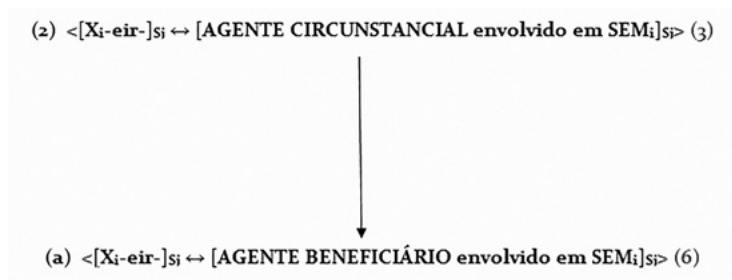 (2) <[Xᵢ-eir-]sⱼ ↔ [AGENTE CIRCUNSTANCIAL envolvido em SEMᵢ]sⱼ> (3)
(a) <[Xᵢ-eir-]sⱼ ↔ [AGENTE BENEFICIÁRIO envolvido em SEMᵢ]sⱼ> (6)